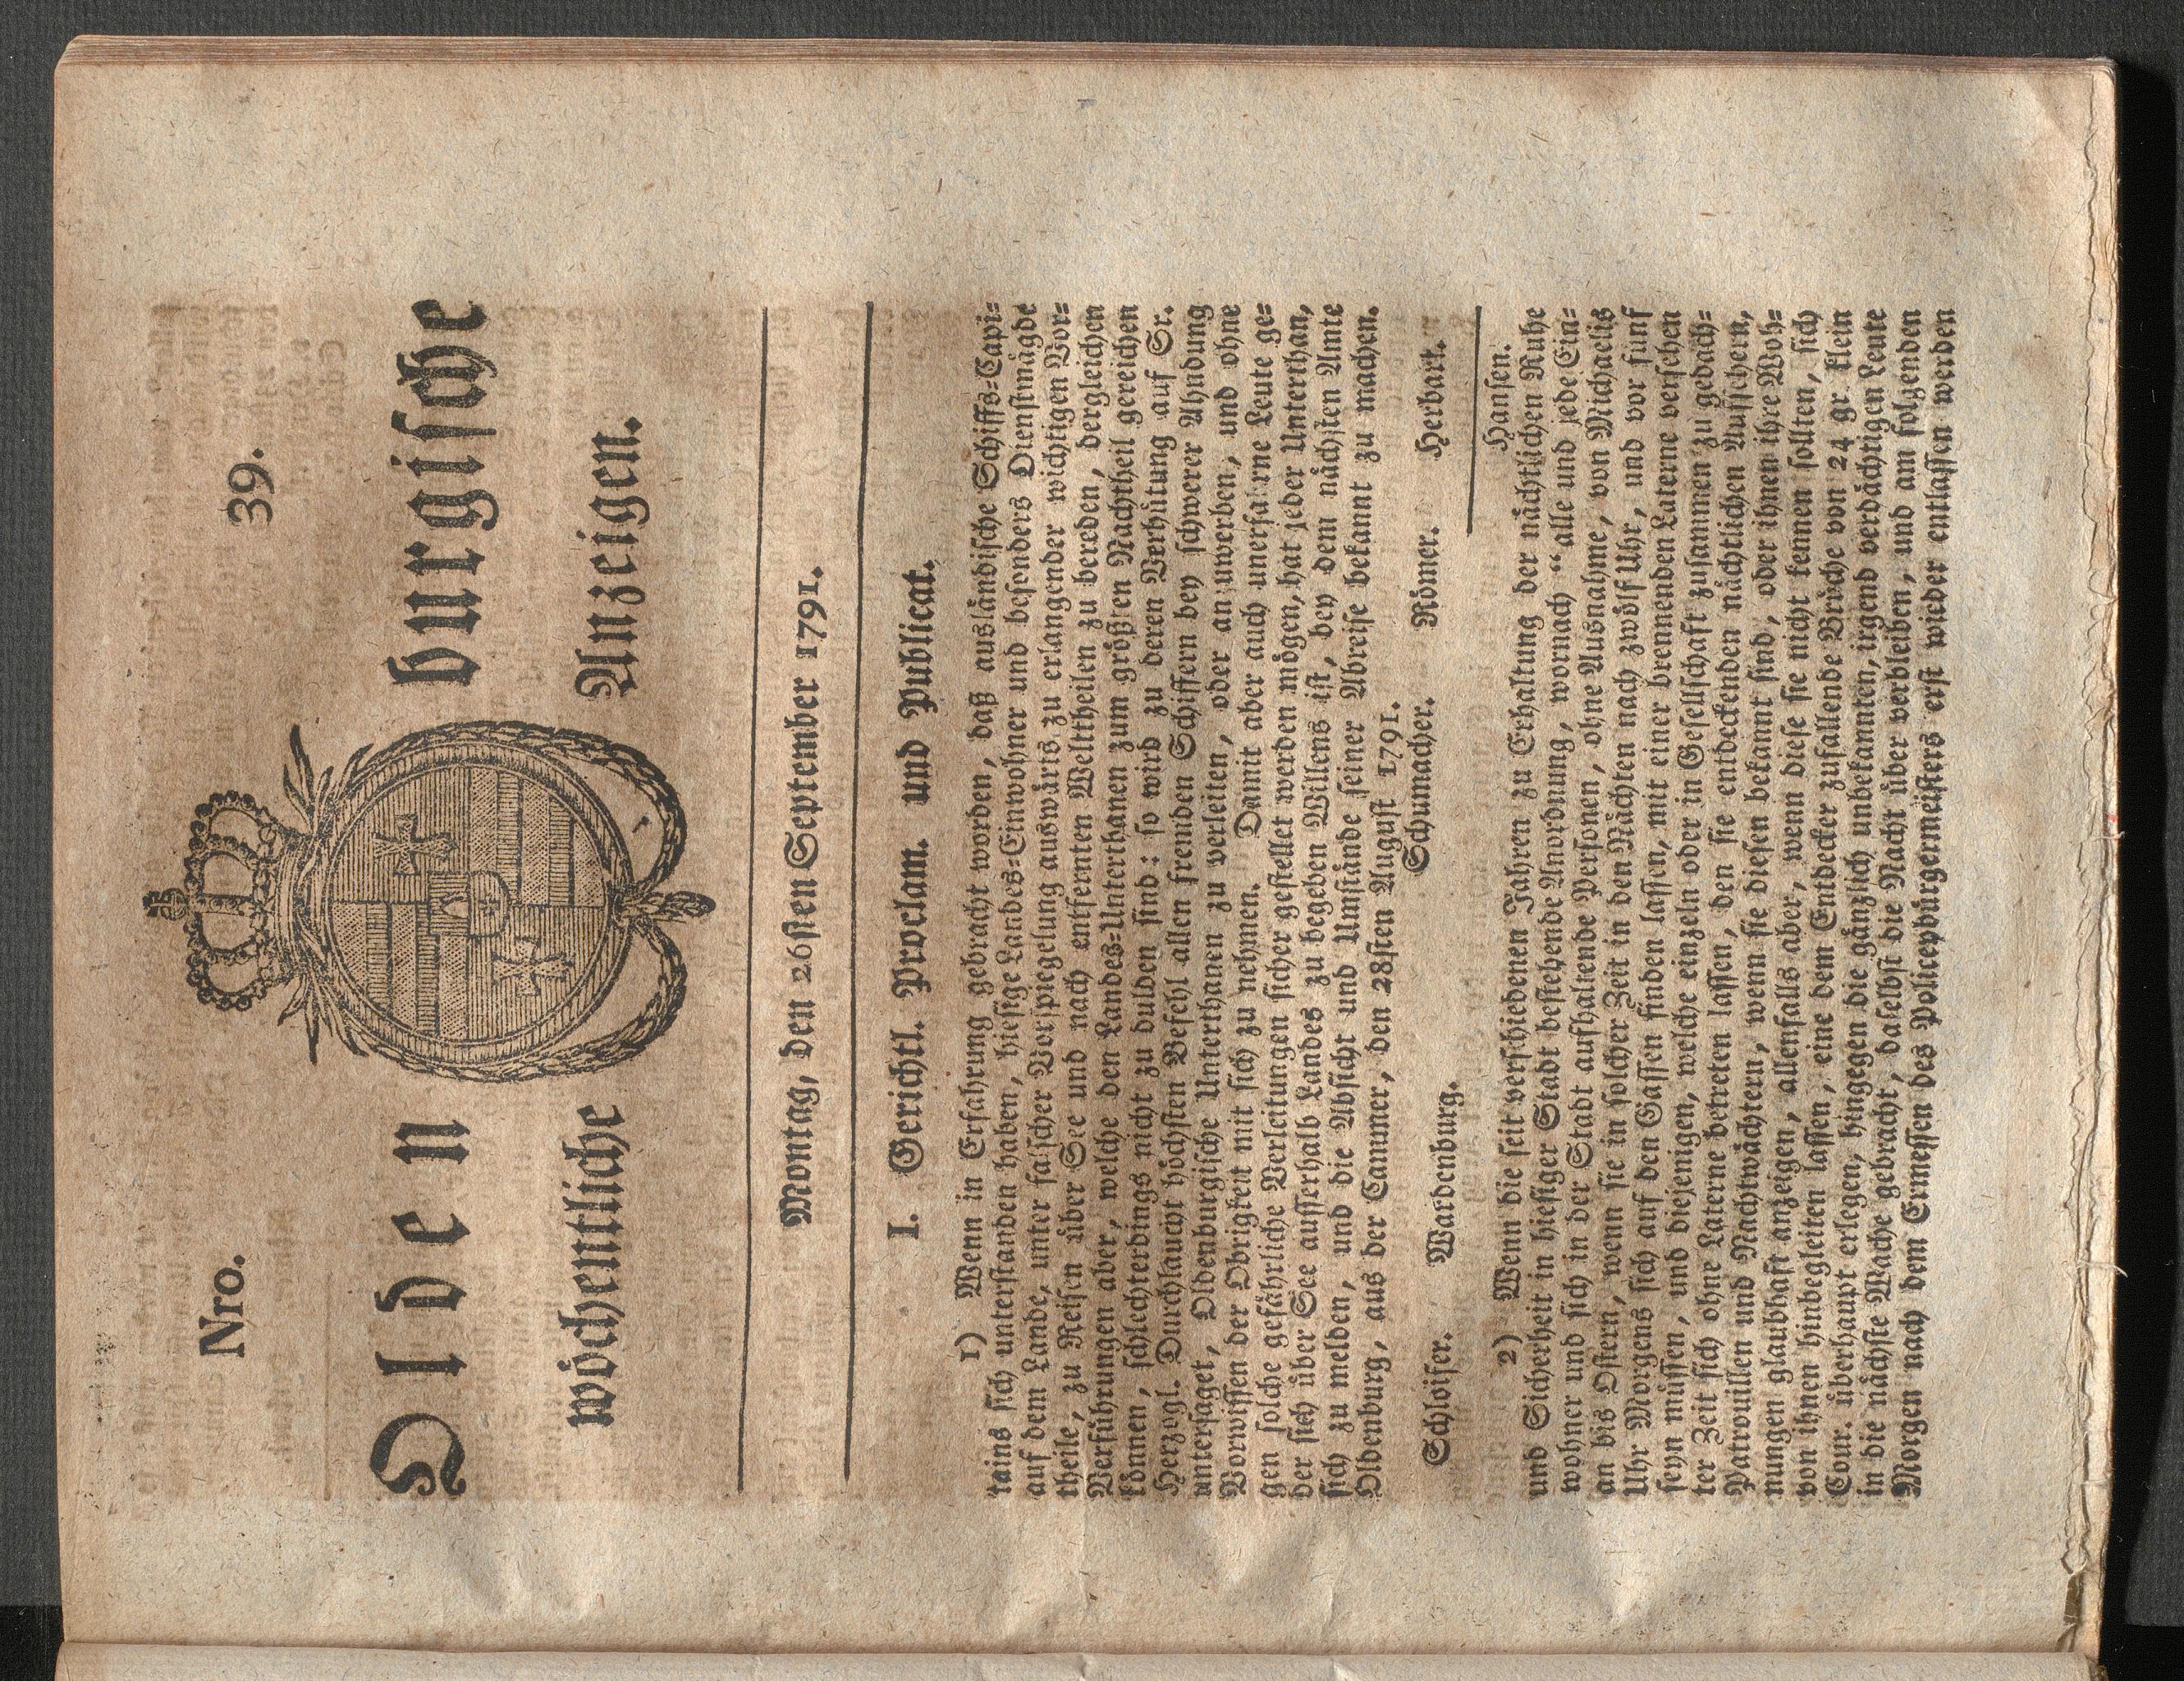 Nro. 39.
Olden burgische
wöchentliche Anzeigen.
Montag, den 26sten September 1791.
I. Gerichtl. Proclam. und Publicat.
1) Wenn in Erfahrung gebracht worden, daß ausländische Schiffs=Capi=
tains sich unterstanden haben, hiesige Landes=Einwohner und besonders Dienstmägde
auf dem Lande, unter falscher Vorspiegelung auswärts zu erlangender wichtigen Vor=
theile, zu Reisen über See und nach entfernten Welttheilen zu bereden, dergleichen
Verführungen aber, welche den Landes=Unterthanen zum größten Nachtheil gereichen
können, schlechterdings nicht zu dulden sind: so wird zu deren Verhütung auf Sr.
Herzogl. Durchlaucht höchsten Befehl allen fremden Schiffern bey schwerer Ahndung
untersaget, Oldenburgische Unterthanen zu verleiten, oder anzuwerben, und ohne
Vorwissen der Obrigkeit mit sich zu nehmen. Damit aber auch unerfahrne Leute ge=
gen solche gefährliche Verleitungen sicher gestellet werden mögen, hat jeder Unterthan,
der sich über See ausserhalb Landes zu begeben Willens ist, bey dem nächsten Amte
sich zu melden, und die Absicht und Umstände seiner Abreise bekannt zu machen.
Oldenburg, aus der Cammer, den 28sten August 1791.
Schloifer. Wardenburg. Schumacher. Römer. Herbart.
Hansen.
2) Wenn die seit verschiedenen Jahren zu Erhaltung der nächtlichen Ruhe
und Sicherheit in hiesiger Stadt bestehende Anordnung, wornach “ alle und jede Ein=
wohner und sich in der Stadt aufhaltende Personen, ohne Ausnahme, von Michaelis
an bis Ostern, wenn sie in solcher Zeit in den Nächten nach zwölf Uhr, und vor fünf
Uhr Morgens sich auf den Gassen finden lassen, mit einer brennenden Laterne versehen
seyn müssen, und diejenigen, welche einzeln oder in Gesellschaft zusammen zu gedach=
ter Zeit sich ohne Laterne betreten lassen, den sie entdeckenden nächtlichen Aufsehern,
Patrouillen und Nachtwächtern, wenn sie diesen bekannt sind, oder ihnen ihre Woh=
nungen glaubhaft anzeigen, allenfalls aber, wenn diese sie nicht kennen sollten, sich
von ihnen hinbegleiten lassen, eine dem Entdecker zufallende Brüche von 24 gr. klein
Cour. überhaupt erlegen, hingegen die gänzlich unbekannten, irgend verdächtigen Leute
in die nächste Wache gebracht, daselbst die Nacht über verbleiben, und am folgenden
Morgen nach dem Ermessen des Policeybürgermeisters erst wieder entlassen werden